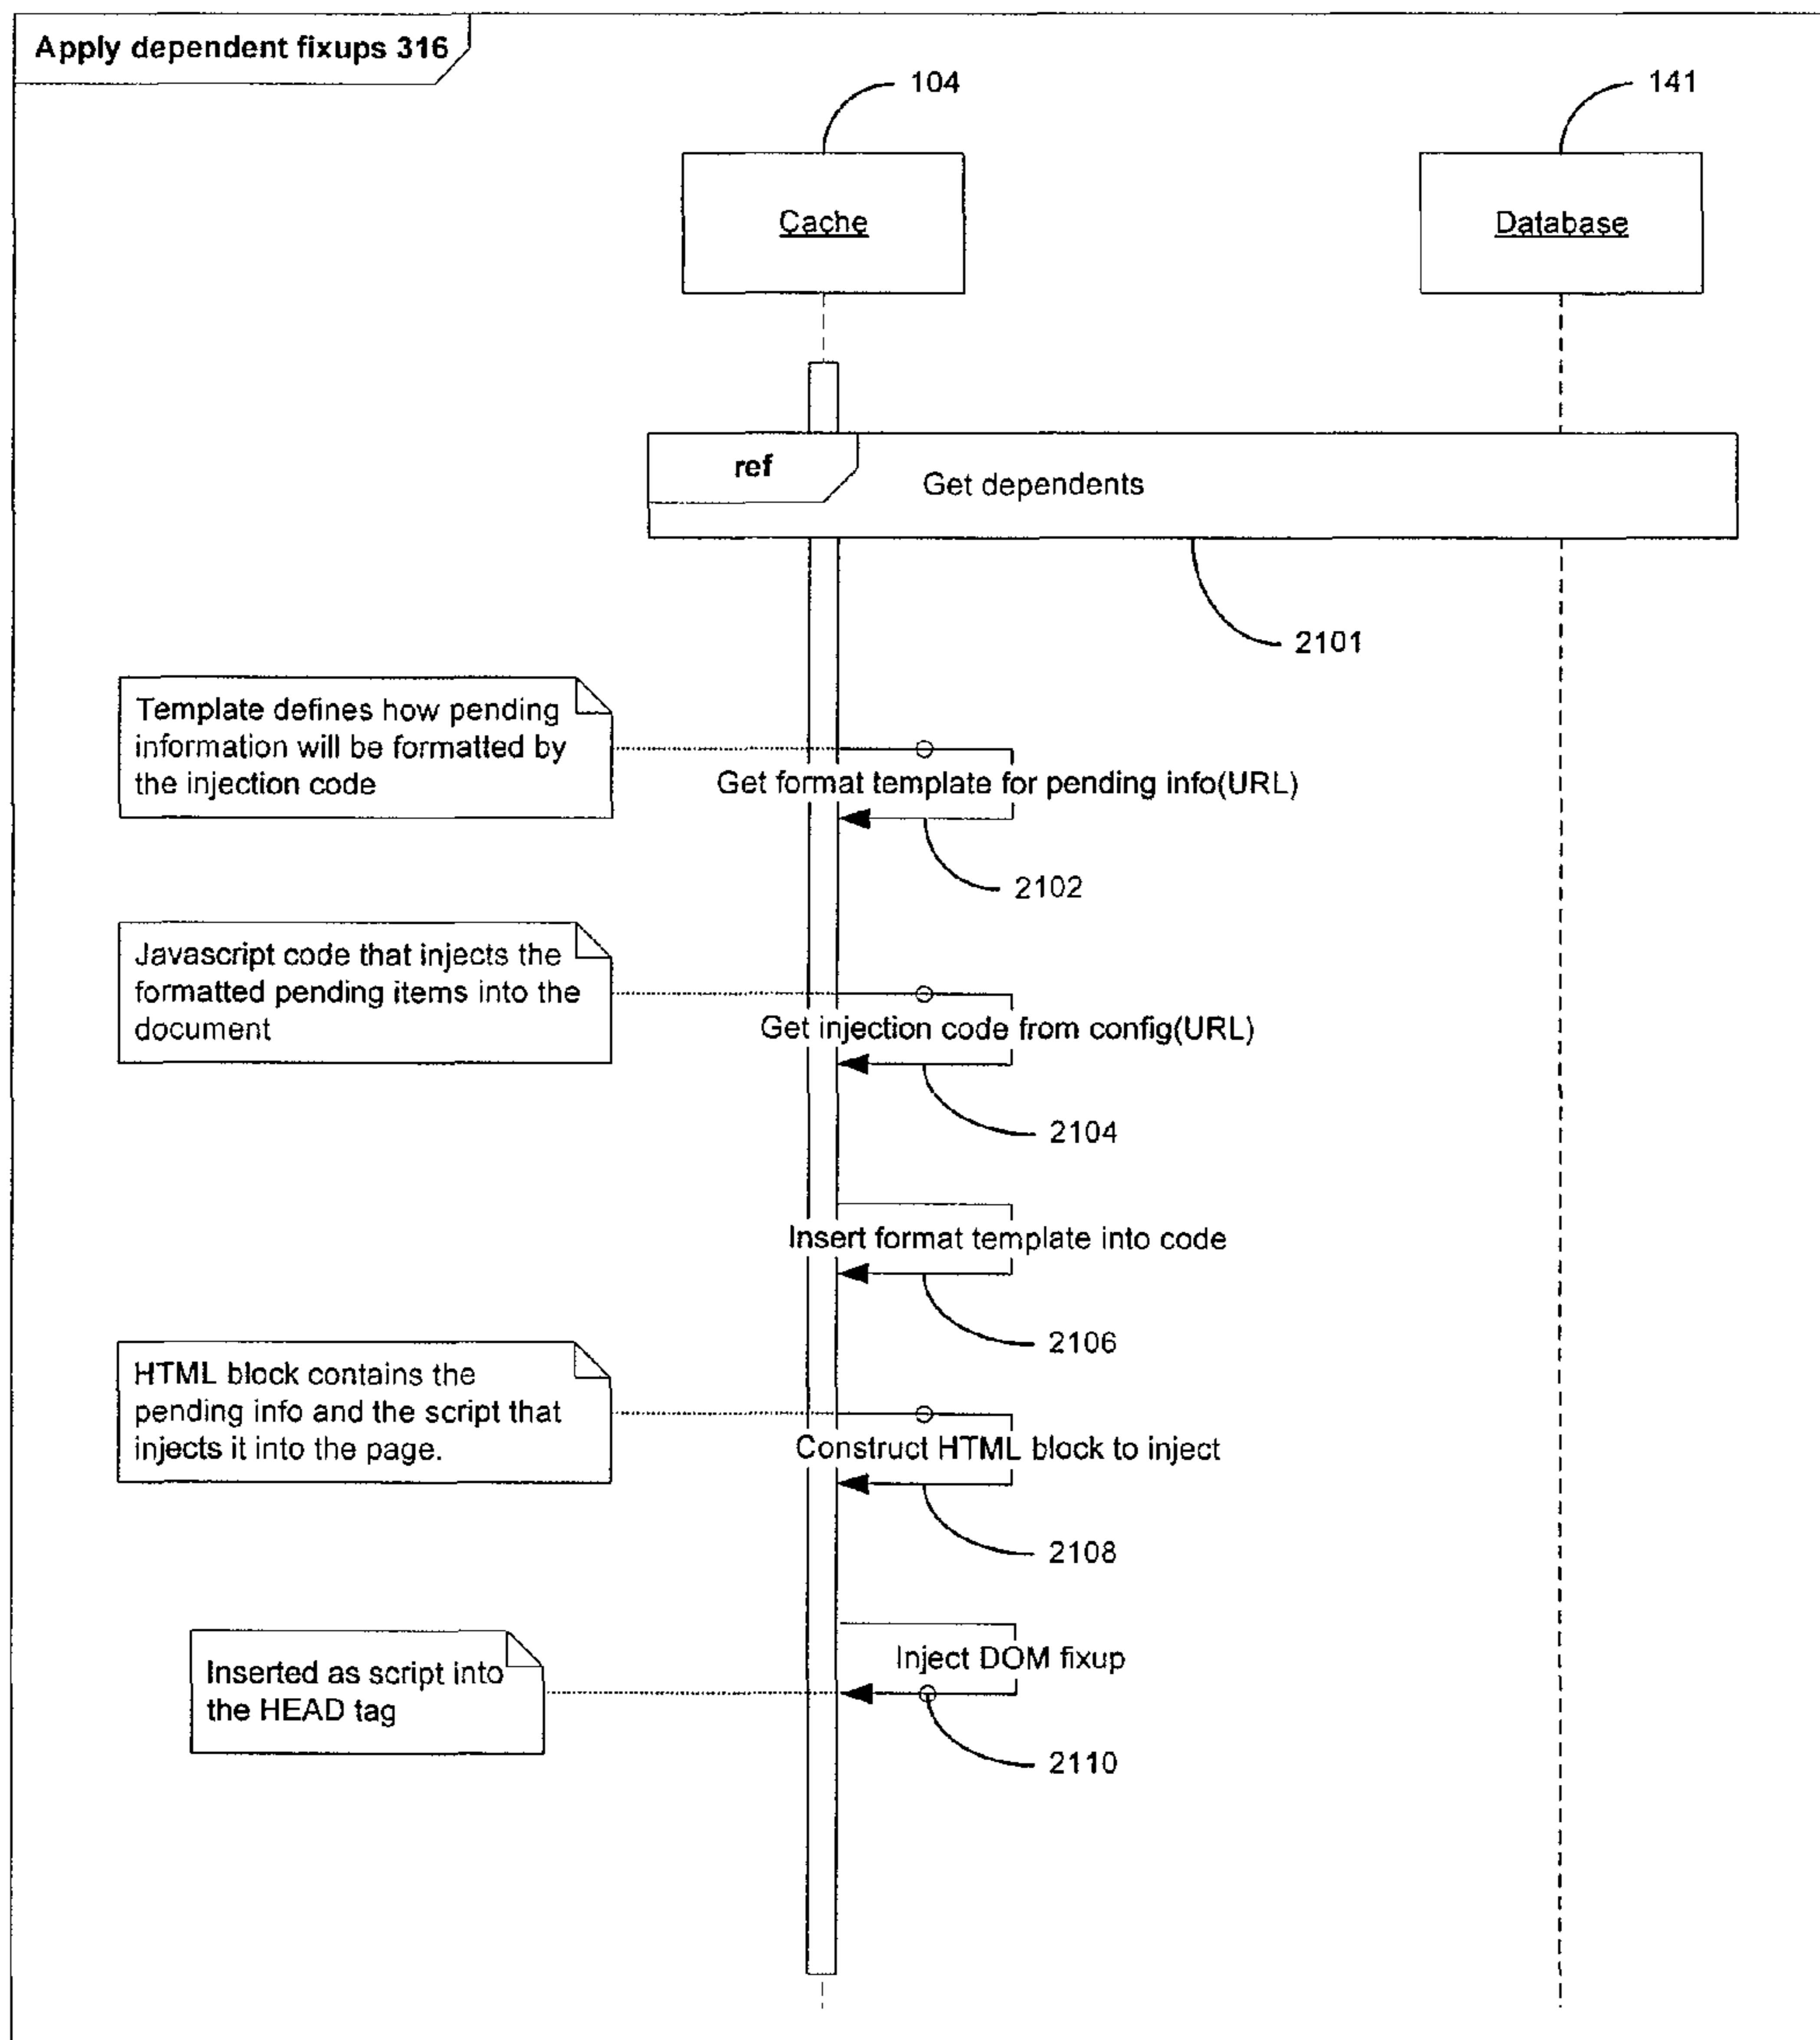 Apply dependent fixups 316
104
141
Cache
Database
ref
Get dependents
2101
Template defines how pending
information will be formatted by
the injection code
Get format template for pending info(URL)
2102
Javascript code that injects the
formatted pending items into the
document
Get injection code from config(URL)
2104
Insert format template into code
2106
HTML block contains the
pending info and the script that
injects it into the page.
Construct HTML block to inject
2108
Inject DOM fixup
Inserted as script into
the HEAD tag
2110